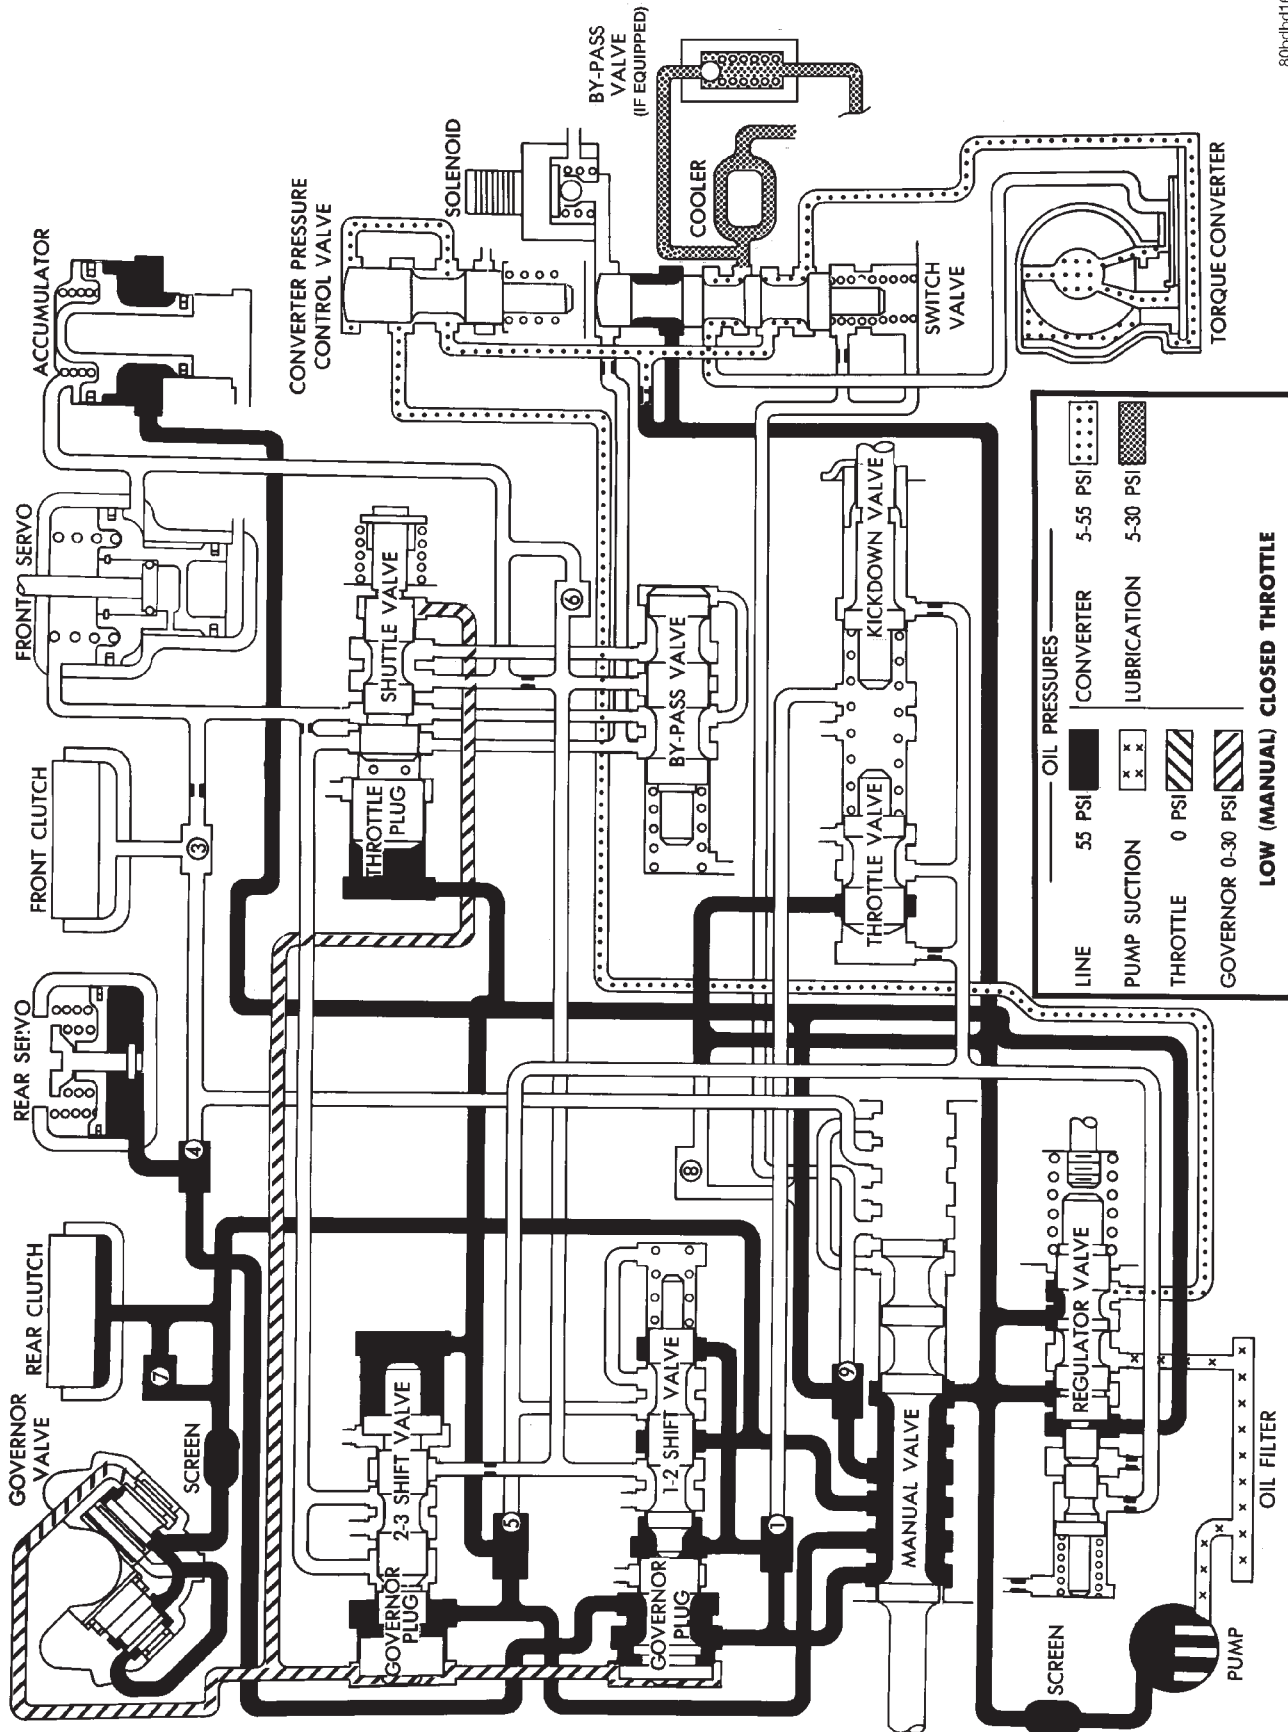 GOVERNOR
VALVE
REAR CLUTCH
REAR SERVO
FRONT CLUTCH
FRONT SERVO
ACCUMULATOR
SCREEN
7
4
3
CONVERTER PRESSURE
CONTROL VALVE
SOLENOID
BY-PASS
VALVE
(IF EQUIPPED)
GOVERNOR
PLUG
2-3 SHIFT VALVE
THROTTLE
PLUG
SHUTTLE VALVE
5
6
COOLER
GOVERNOR
PLUG
1-2 SHIFT VALVE
8
BY-PASS VALVE
1
9
SWITCH
VALVE
MANUAL VALVE
THROTTLE VALVE
KICKDOWN VALVE
REGULATOR VALVE
TORQUE CONVERTER
SCREEN
PUMP
OIL FILTER
OIL PRESSURES
LINE 55 PSI
CONVERTER 5-55 PSI
PUMP SUCTION
LUBRICATION 5-30 PSI
THROTTLE 0 PSI
GOVERNOR 0-30 PSI
LOW (MANUAL) CLOSED THROTTLE